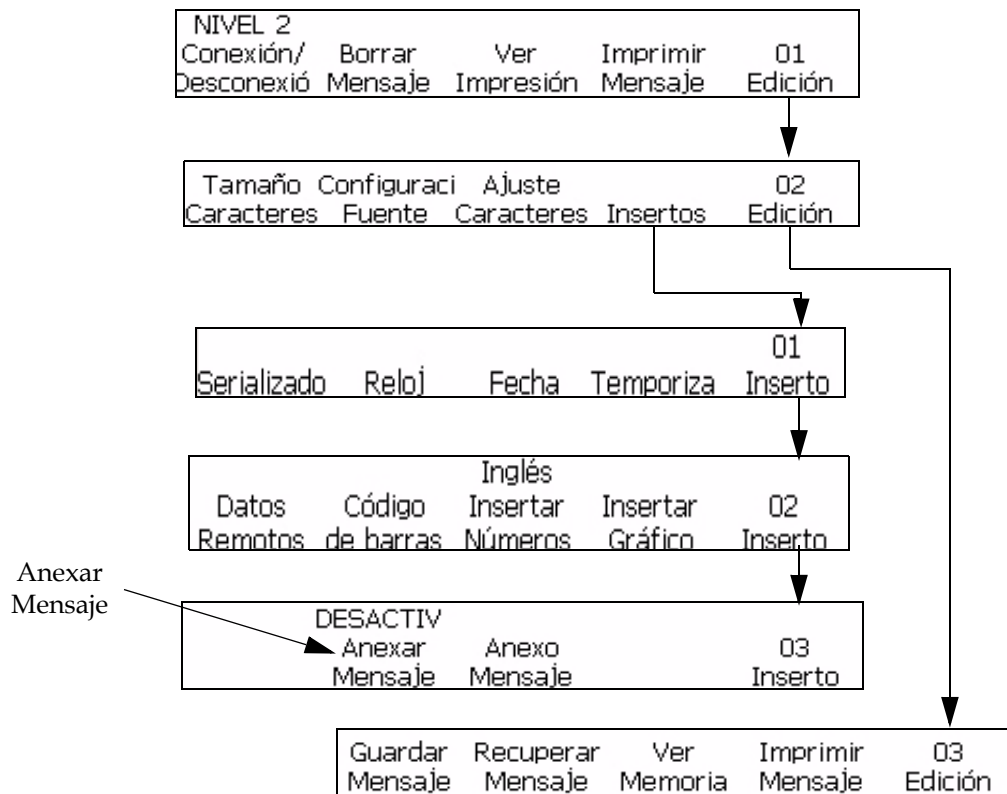 NIVEL 2
Conexión/ Borrar Ver Imprimir 01
Desconexió Mensaje Impresión Mensaje Edición
Tamaño Configuraci Ajuste 02
Caracteres Fuente Caracteres Insertos Edición
01
Serializado Reloj Fecha Temporiza Inserto
Inglés
Datos Código Insertar Insertar 02
Remotos de barras Números Gráfico Inserto
Anexar
Mensaje
DESACTIV
Anexar Anexo 03
Mensaje Mensaje Inserto
Guardar Recuperar Ver Imprimir 03
Mensaje Mensaje Memoria Mensaje Edición